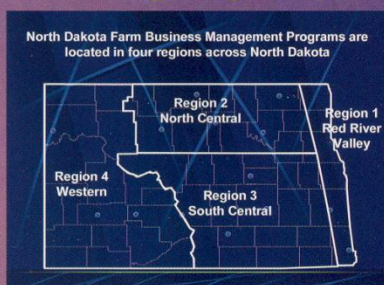 North Dakota Farm Business Management Programs are
located in four regions across North Dakota
Region 2
North Central
Region 1
Red River
Valley
Region 4
Western
Region 3
South Central